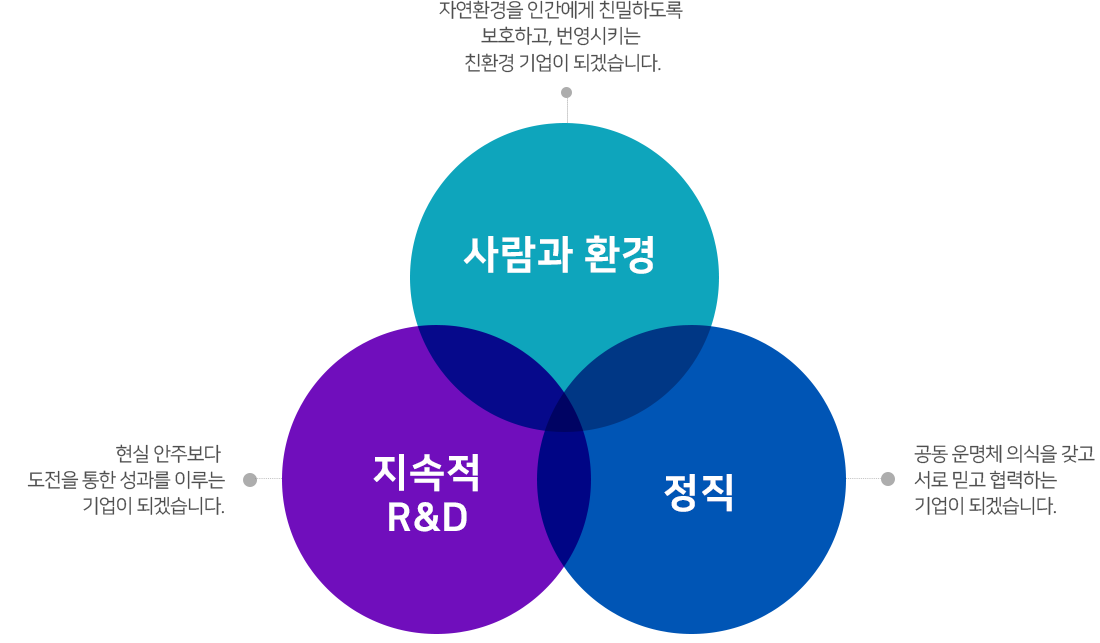 자연환경을 인간에게 친밀하도록
보호하고, 번영시키는
친환경 기업이 되겠습니다.
사람과 환경
현실 안주보다
도전을 통한 성과를 이루는
기업이 되겠습니다.
지속적
R&D
정직
공동 운명체 의식을 갖고
서로 믿고 협력하는
기업이 되겠습니다.